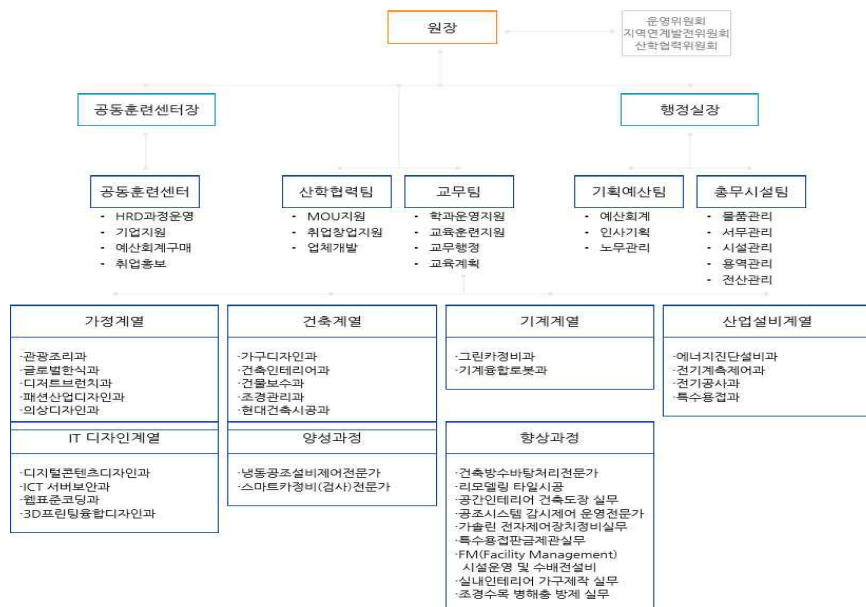 원장
운영위원회
지역연계발전위원회
산학협력위원회
공동훈련센터장
행정실장
공동훈련센터
- HRD과정운영
- 기업지원
- 예산회계구매
- 취업홍보
산학협력팀
- MOU지원
- 취업창업지원
- 업체개발
교무팀
- 학과운영지원
- 교육훈련지원
- 교무행정
- 교육계획
기획예산팀
- 예산회계
- 인사기획
- 노무관리
총무시설팀
- 물품관리
- 서무관리
- 시설관리
- 용역관리
- 전산관리
가정계열
·관광조리과
·글로벌한식과
·디저트브런치과
·패션산업디자인과
·의상디자인과
건축계열
·가구디자인과
·건축인테리어과
·건물보수과
·조경관리과
·현대건축시공과
기계계열
·그린카정비과
·기계융합로봇과
산업설비계열
·에너지진단설비과
·전기계측제어과
·전기공사과
·특수용접과
IT 디자인계열
·디지털콘텐츠디자인과
·ICT 서버보안과
·웹표준코딩과
·3D프린팅융합디자인과
양성과정
·냉동공조설비제어전문가
·스마트카정비(검사)전문가
향상과정
·건축방수바탕처리전문가
·리모델링 타일시공
·공간인테리어 건축도장 실무
·공조시스템 감시제어 운영전문가
·가솔린 전자제어장치정비실무
·특수용접판금제관실무
·FM(Facility Management)
시설운영 및 수배전설비
·실내인테리어 가구제작 실무
·조경수목 병해충 방제 실무